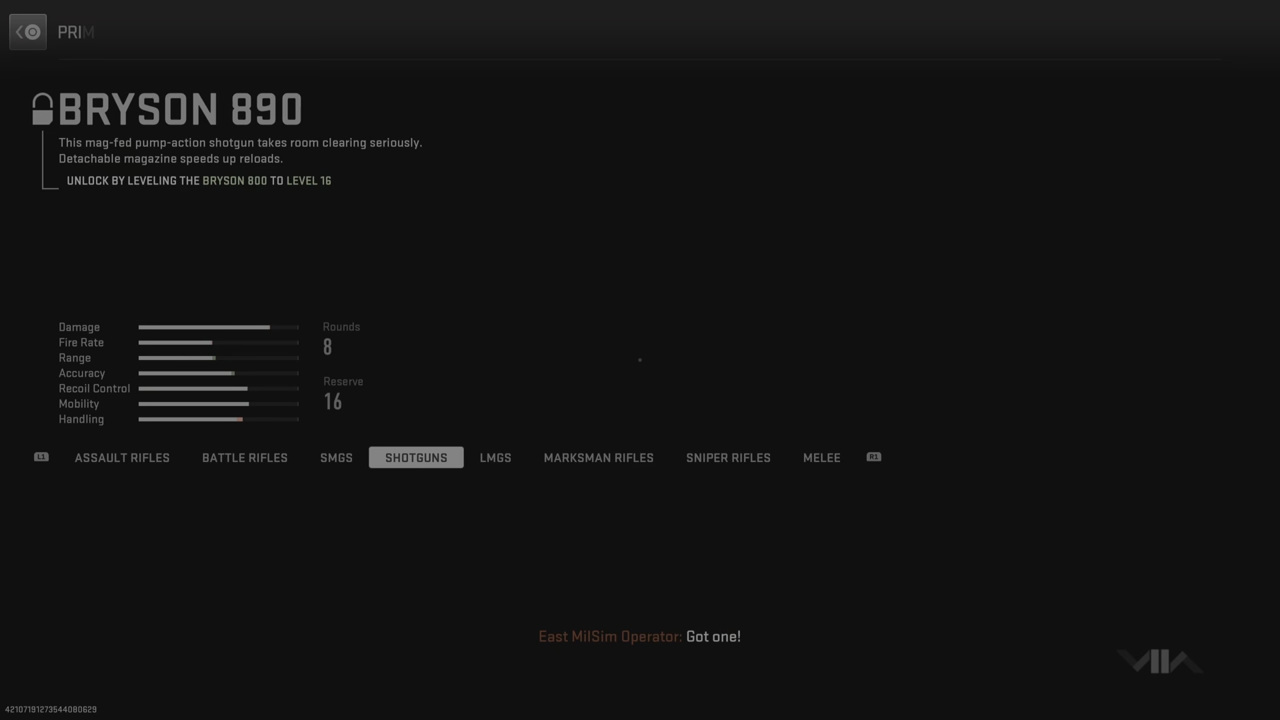 PRIM
BRYSON 890
This mag-fed pump-action shotgun takes room clearing seriously.
Detachable magazine speeds up reloads.
UNLOCK BY LEVELING THE BRYSON 800 TO LEVEL 16
Damage
Fire Rate
Range
Accuracy
Recoil Control
Mobility
Handling
Rounds
8
Reserve
16
L1 ASSAULT RIFLES BATTLE RIFLES SMGS SHOTGUNS LMGS MARKSMAN RIFLES SNIPER RIFLES MELEE R1
East MilSim Operator: Got one!
42107191273544080629